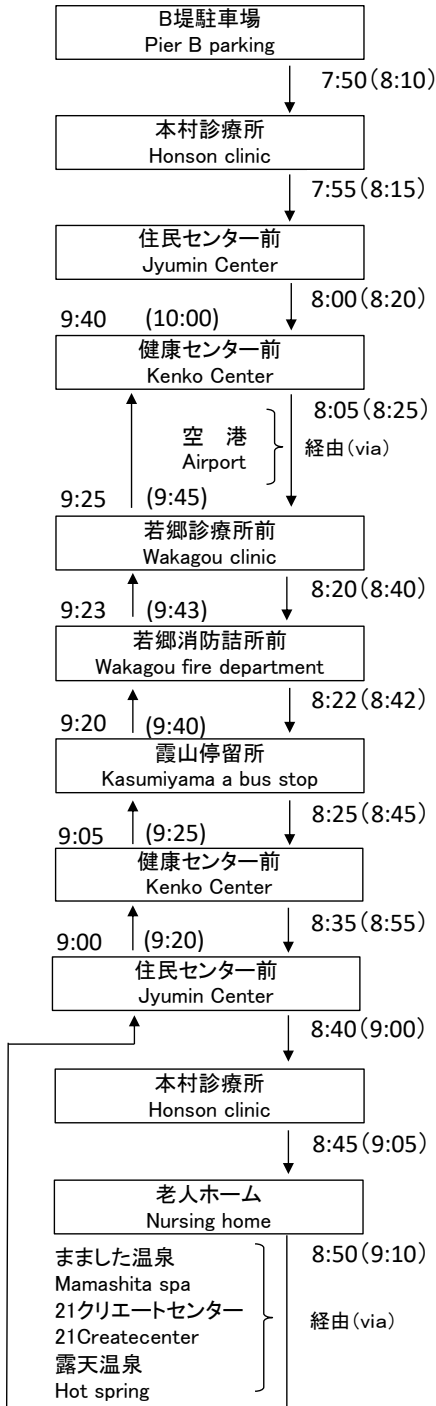 B堤駐車場
Pier B parking
7:50(8:10)
本村診療所
Honson clinic
7:55(8:15)
住民センター前
Jyumin Center
8:00(8:20)
9:40 (10:00)
健康センター前
Kenko Center
8:05(8:25)
空 港
Airport
経由(via)
9:25 (9:45)
若郷診療所前
Wakagou clinic
8:20(8:40)
9:23 (9:43)
若郷消防詰所前
Wakagou fire department
8:22(8:42)
9:20 (9:40)
霞山停留所
Kasumiyama a bus stop
8:25(8:45)
9:05 (9:25)
健康センター前
Kenko Center
8:35(8:55)
9:00 (9:20)
住民センター前
Jyumin Center
8:40(9:00)
本村診療所
Honson clinic
8:45(9:05)
老人ホーム
Nursing home
8:50(9:10)
まました温泉
Mamashita spa
21クリエートセンター
21Createcenter
経由(via)
露天温泉
Hot spring